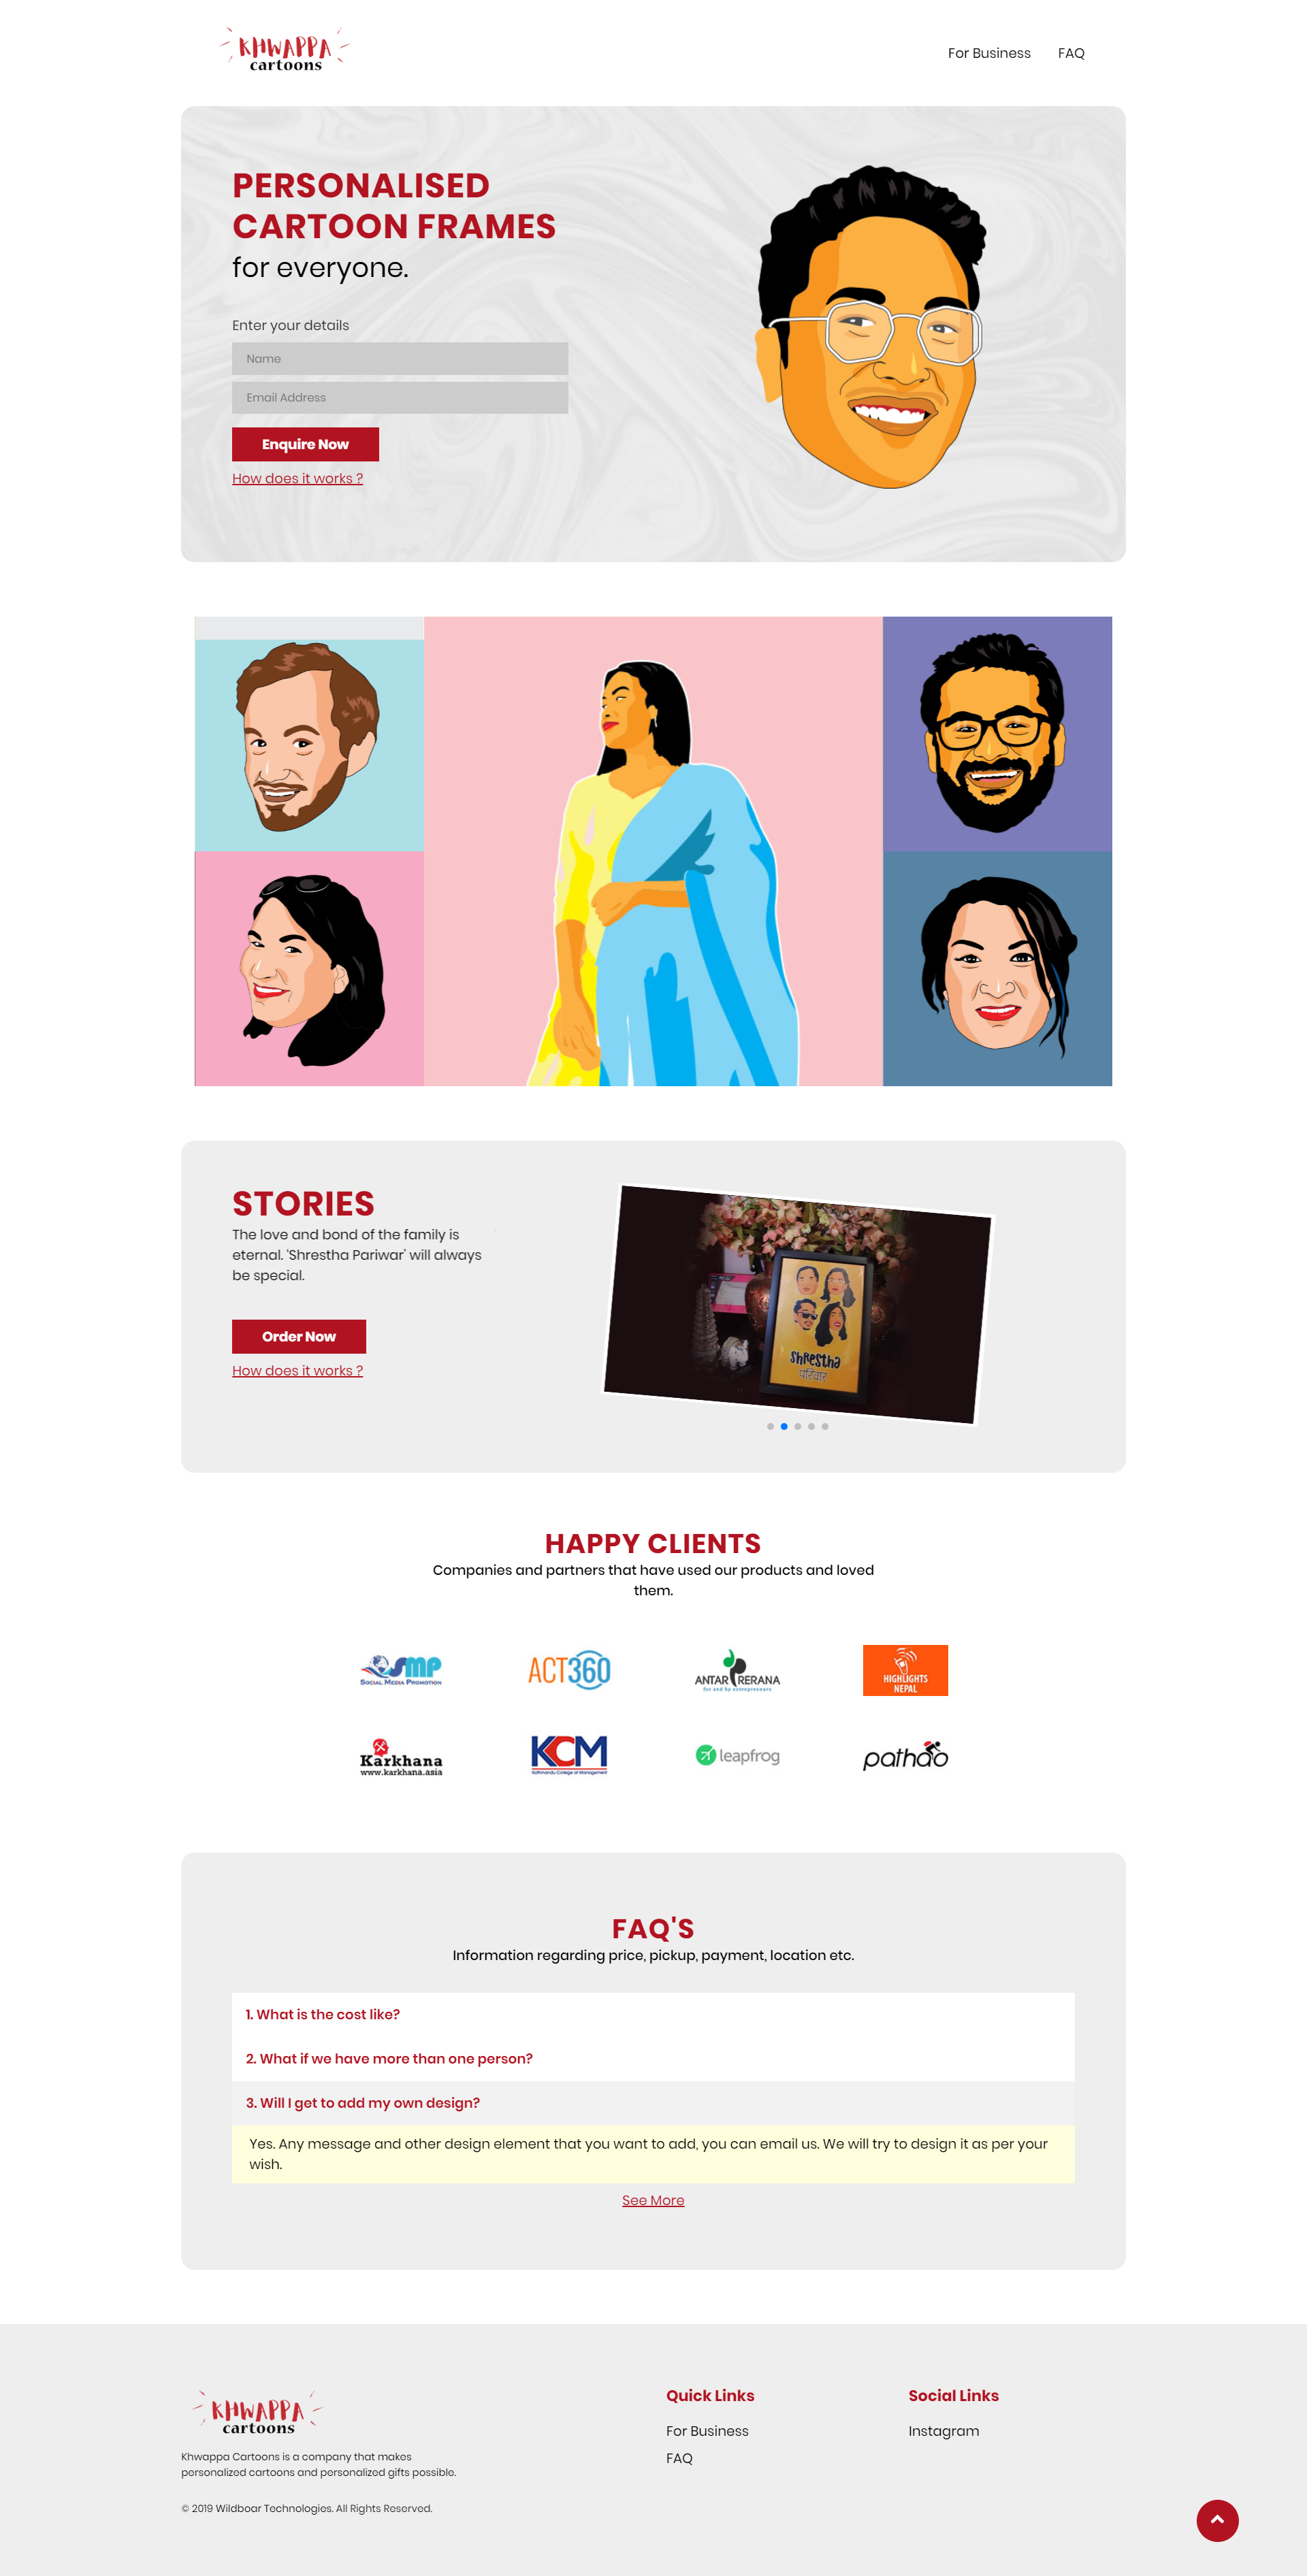 KHWAPPA
cartoons
For Business
FAQ
PERSONALISED
CARTOON FRAMES
for everyone.
Enter your details
Name
Email Address
Enquire Now
How does it works ?
STORIES
The love and bond of the family is
eternal. ‘Shrestha Pariwar’ will always
be special.
Order Now
How does it works ?
Shrestha
परिवार
HAPPY CLIENTS
Companies and partners that have used our products and loved
them.
SMP
SOCIAL MEDIA PROMOTION
ACT360
ANTARPRERANA
for and by entrepreneurs
HIGHLIGHTS
NEPAL
Karkhana
www.karkhana.asia
KCM
Kathmandu College of Management
leapfrog
pathao
FAQ'S
Information regarding price, pickup, payment, location etc.
1. What is the cost like?
2. What if we have more than one person?
3. Will I get to add my own design?
Yes. Any message and other design element that you want to add, you can email us. We will try to design it as per your
wish.
See More
KHWAPPA
cartoons
Khwappa Cartoons is a company that makes
personalized cartoons and personalized gifts possible.
© 2019 Wildboar Technologies. All Rights Reserved.
Quick Links
For Business
FAQ
Social Links
Instagram